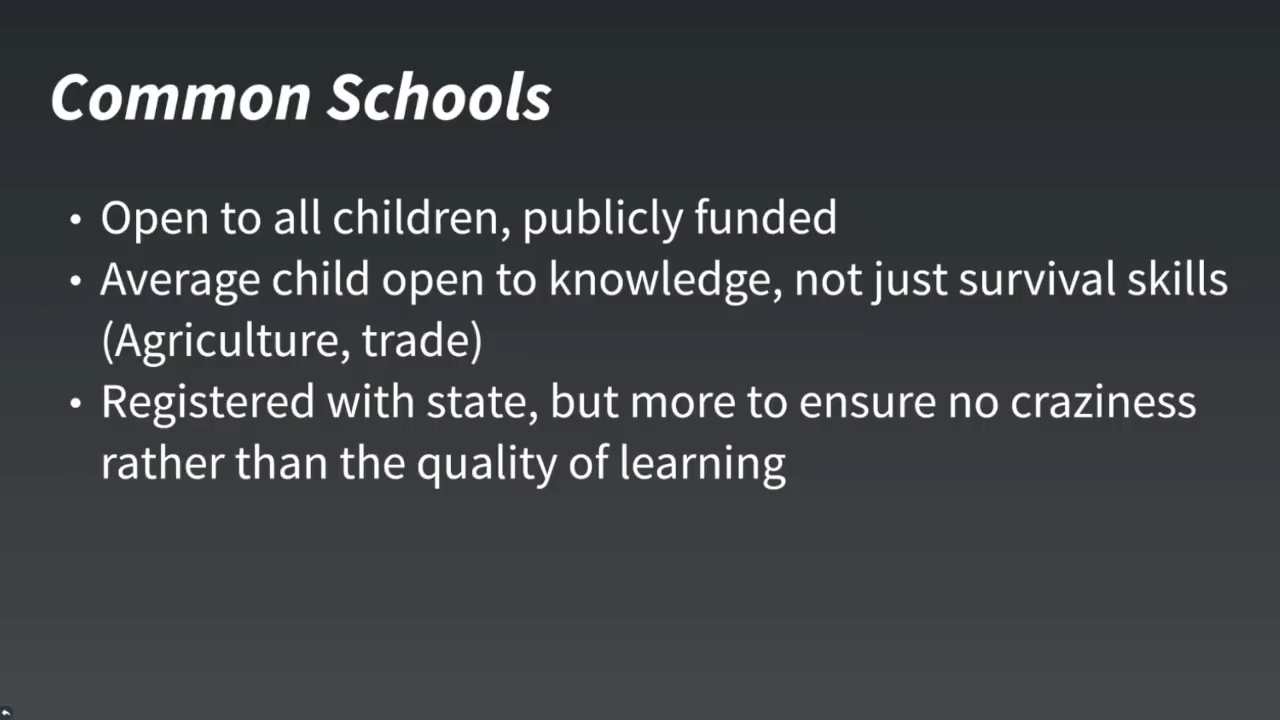 Common Schools
• Open to all children, publicly funded
• Average child open to knowledge, not just survival skills
(Agriculture, trade)
• Registered with state, but more to ensure no craziness
rather than the quality of learning